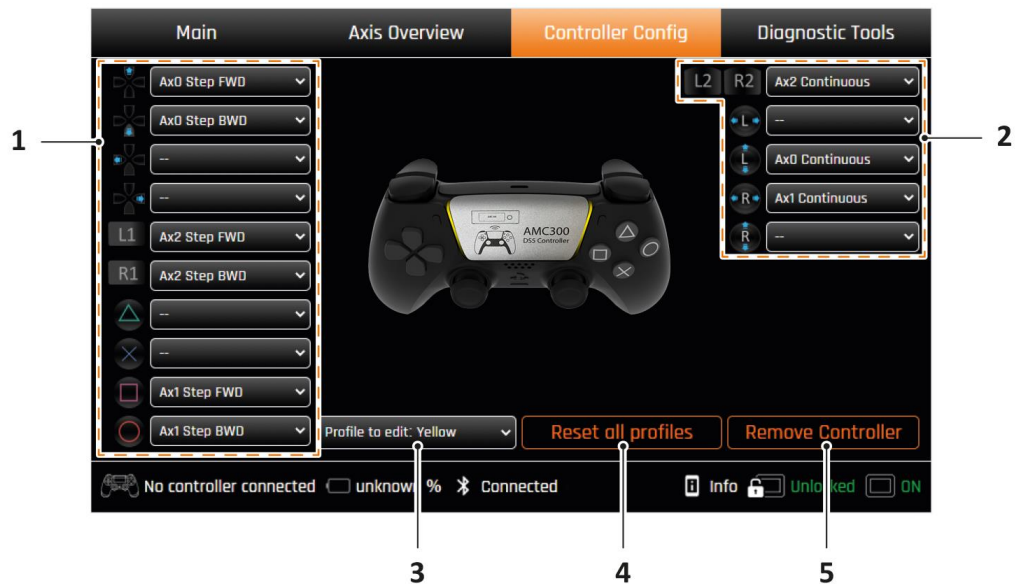 Main Axis Overview Controller Config Diagnostic Tools
1
Ax0 Step FWD
Ax0 Step BWD
--
--
L1 Ax2 Step FWD
R1 Ax2 Step BWD
--
--
Ax1 Step FWD
Ax1 Step BWD
AMC300
DSS Controller
L2 R2 Ax2 Continuous
L --
L Ax0 Continuous
R Ax1 Continuous
R --
2
Profile to edit: Yellow Reset all profiles Remove Controller
No controller connected unknown % Connected Info Unlocked ON
3 4 5